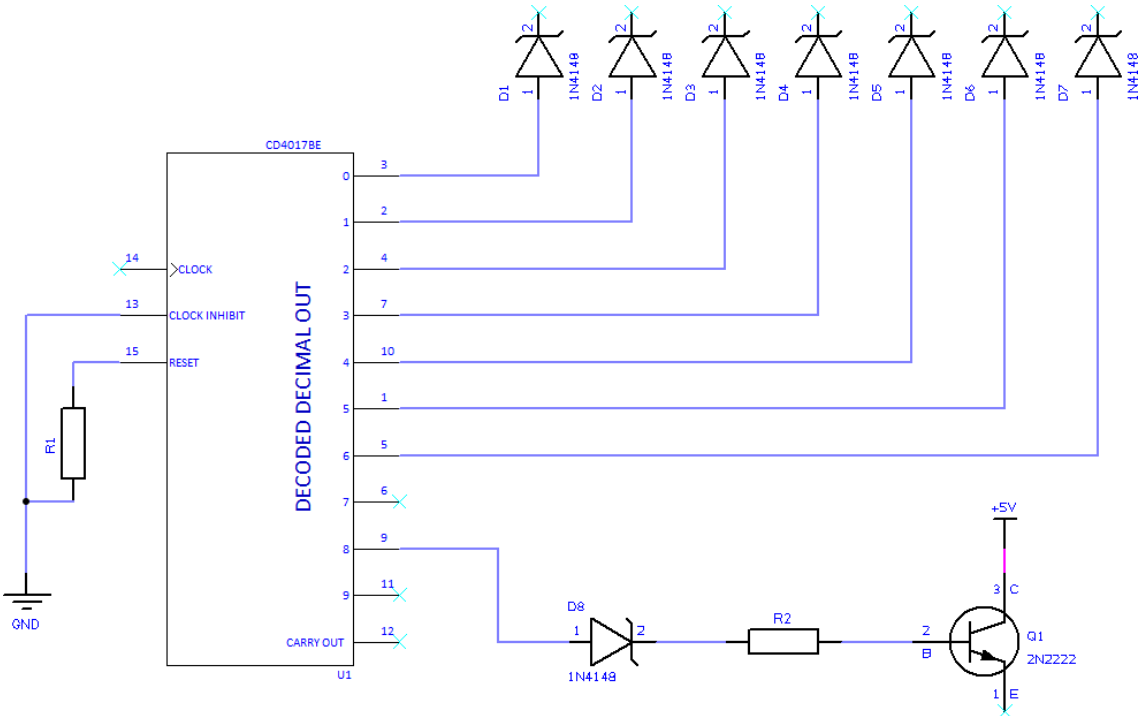 2 2 2 2 2 2 2
D1 1 1N4148 D2 1 1N4148 D3 1 1N4148 D4 1 1N4148 D5 1 1N4148 D6 1 1N4148 D7 1 1N4148
CD4017BE
0 3
1 2
14 CLOCK 2 4
13 CLOCK INHIBIT 3 7
15 RESET 4 10
DECODED DECIMAL OUT
5 1
R1
6 5
7 6
+5V
8 9
9 11
3 C
GND
D8
R2
CARRY OUT 12
1 2
2 B
Q1
2N2222
U1
1N4148
1 E